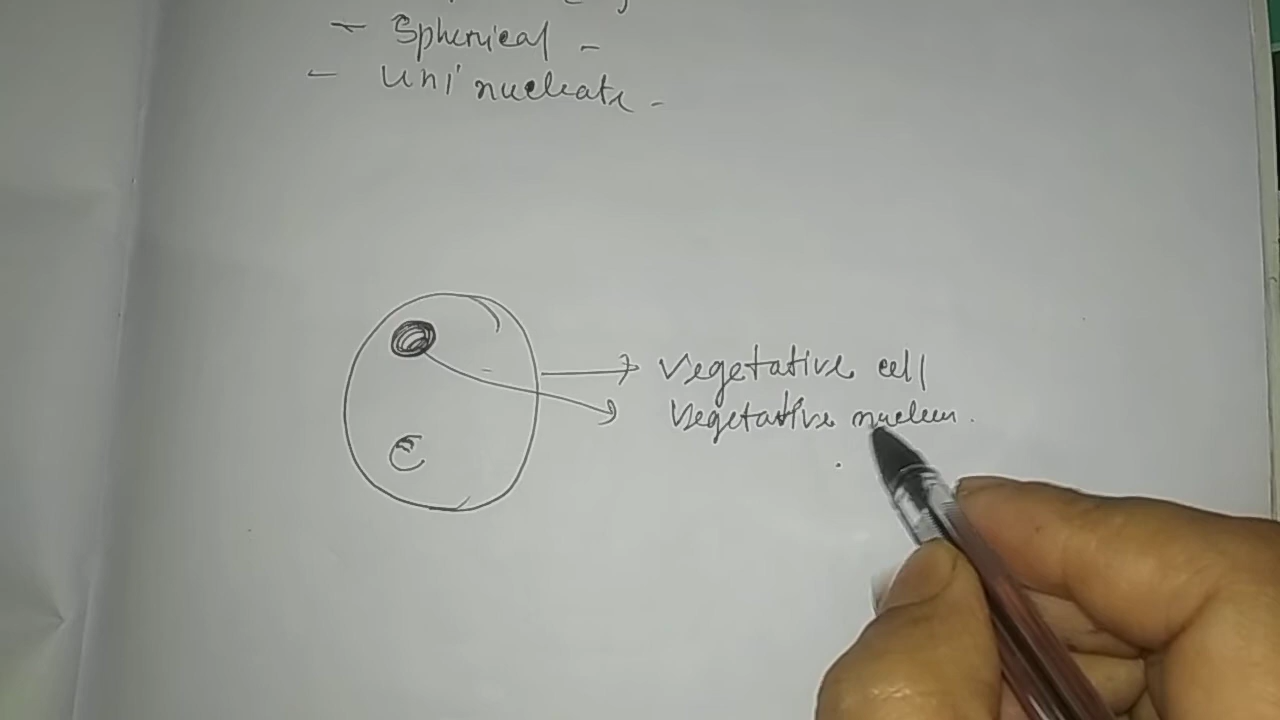 - Spherical -
- Uni nucleate -
Vegetative cell
Vegetative nucleus.